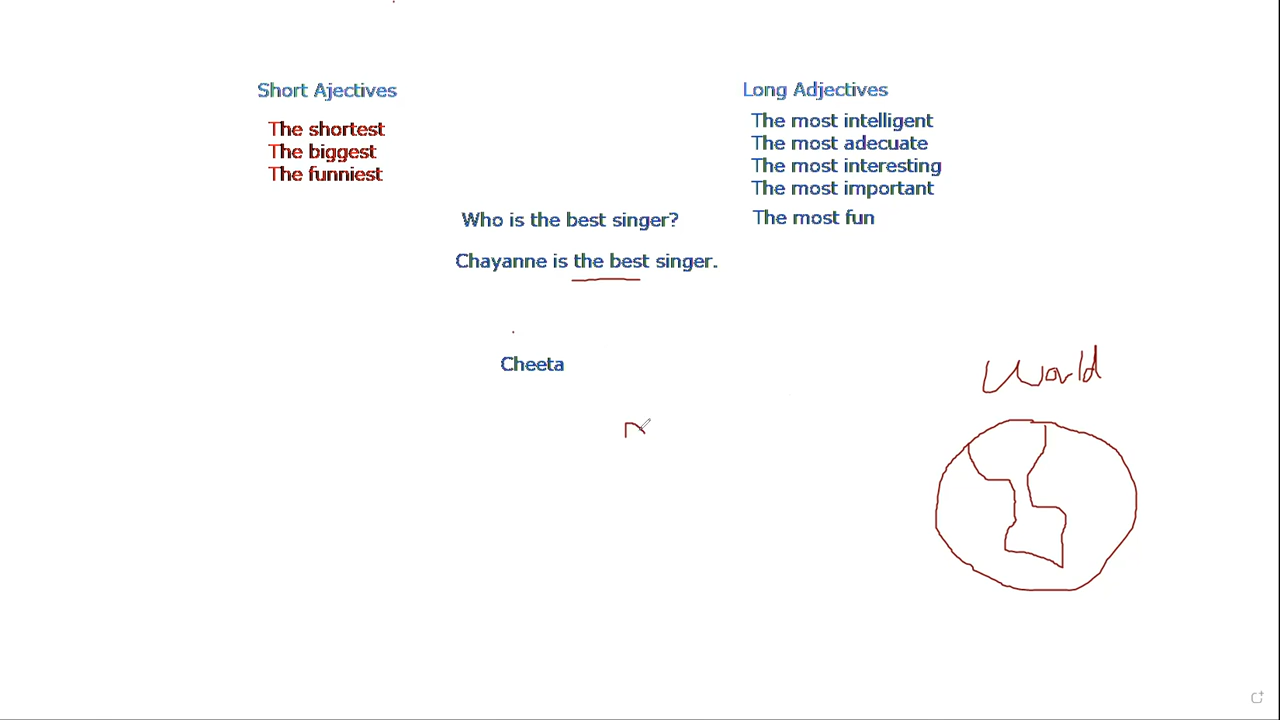 Short Ajectives
The shortest
The biggest
The funniest
Long Adjectives
The most intelligent
The most adecuate
The most interesting
The most important
The most fun
Who is the best singer?
Chayanne is the best singer.
Cheeta
World